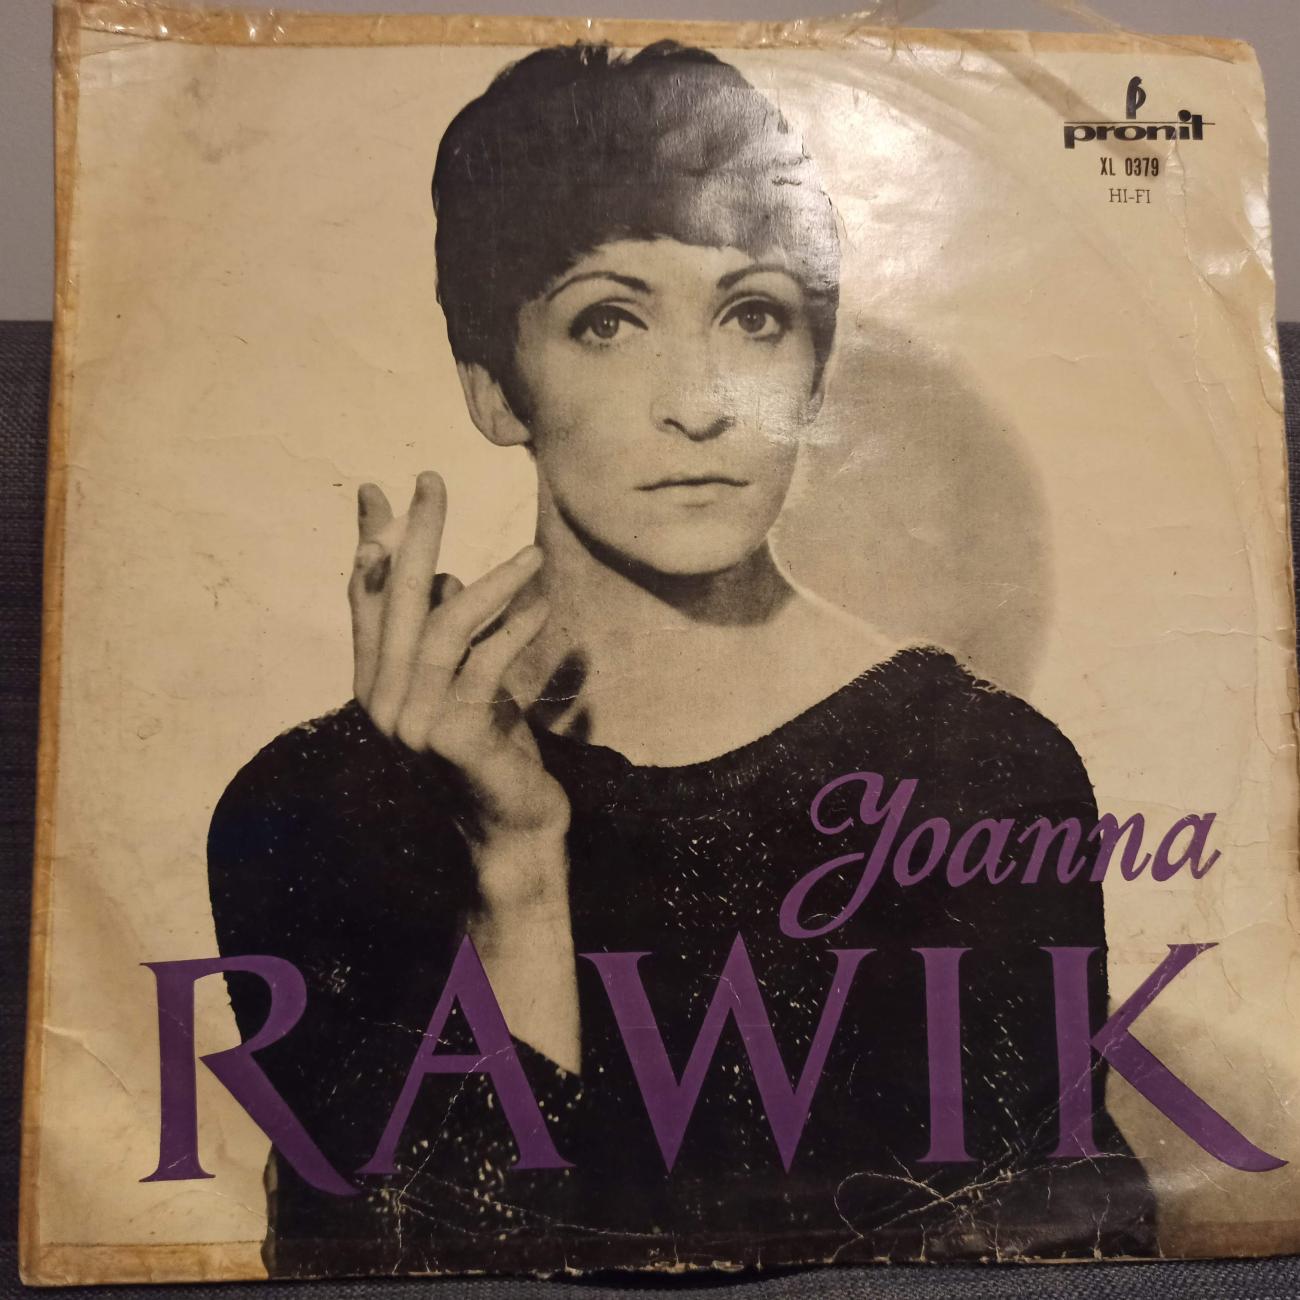 pronit
XL 0379
HI-FI
Joanna
RAWIK